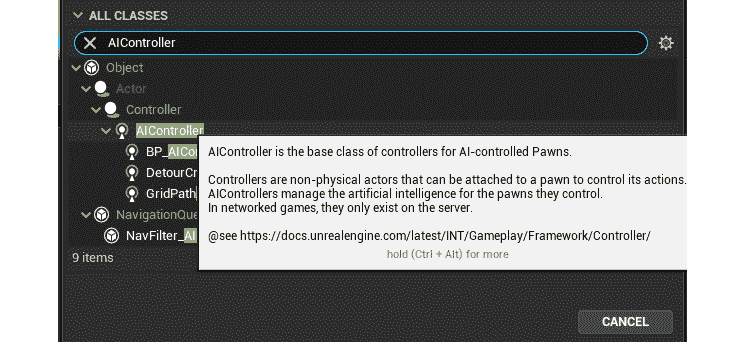 ALL CLASSES
AIController
Object
Actor
Controller
AIController
BP_AICo
DetourCr
GridPath
NavigationQue
NavFilter_AI
9 items
AIController is the base class of controllers for AI-controlled Pawns.
Controllers are non-physical actors that can be attached to a pawn to control its actions.
AIControllers manage the artificial intelligence for the pawns they control.
In networked games, they only exist on the server.
@see https://docs.unrealengine.com/latest/INT/Gameplay/Framework/Controller/
hold (Ctrl + Alt) for more
CANCEL